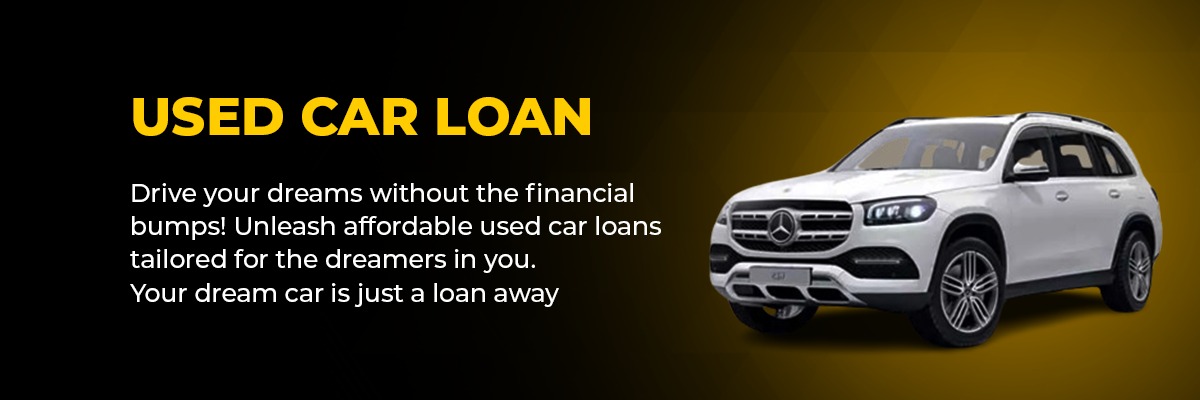 USED CAR LOAN
Drive your dreams without the financial
bumps! Unleash affordable used car loans
tailored for the dreamers in you.
Your dream car is just a loan away